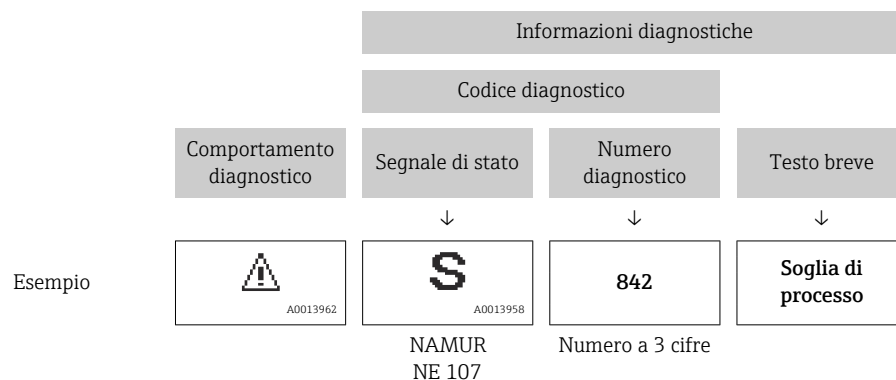 Informazioni diagnostiche
Codice diagnostico
Comportamento
diagnostico
Segnale di stato
Numero
diagnostico
Testo breve
↓ ↓ ↓
Esempio
A0013962
S
A0013958
842
Soglia di
processo
NAMUR
NE 107
Numero a 3 cifre